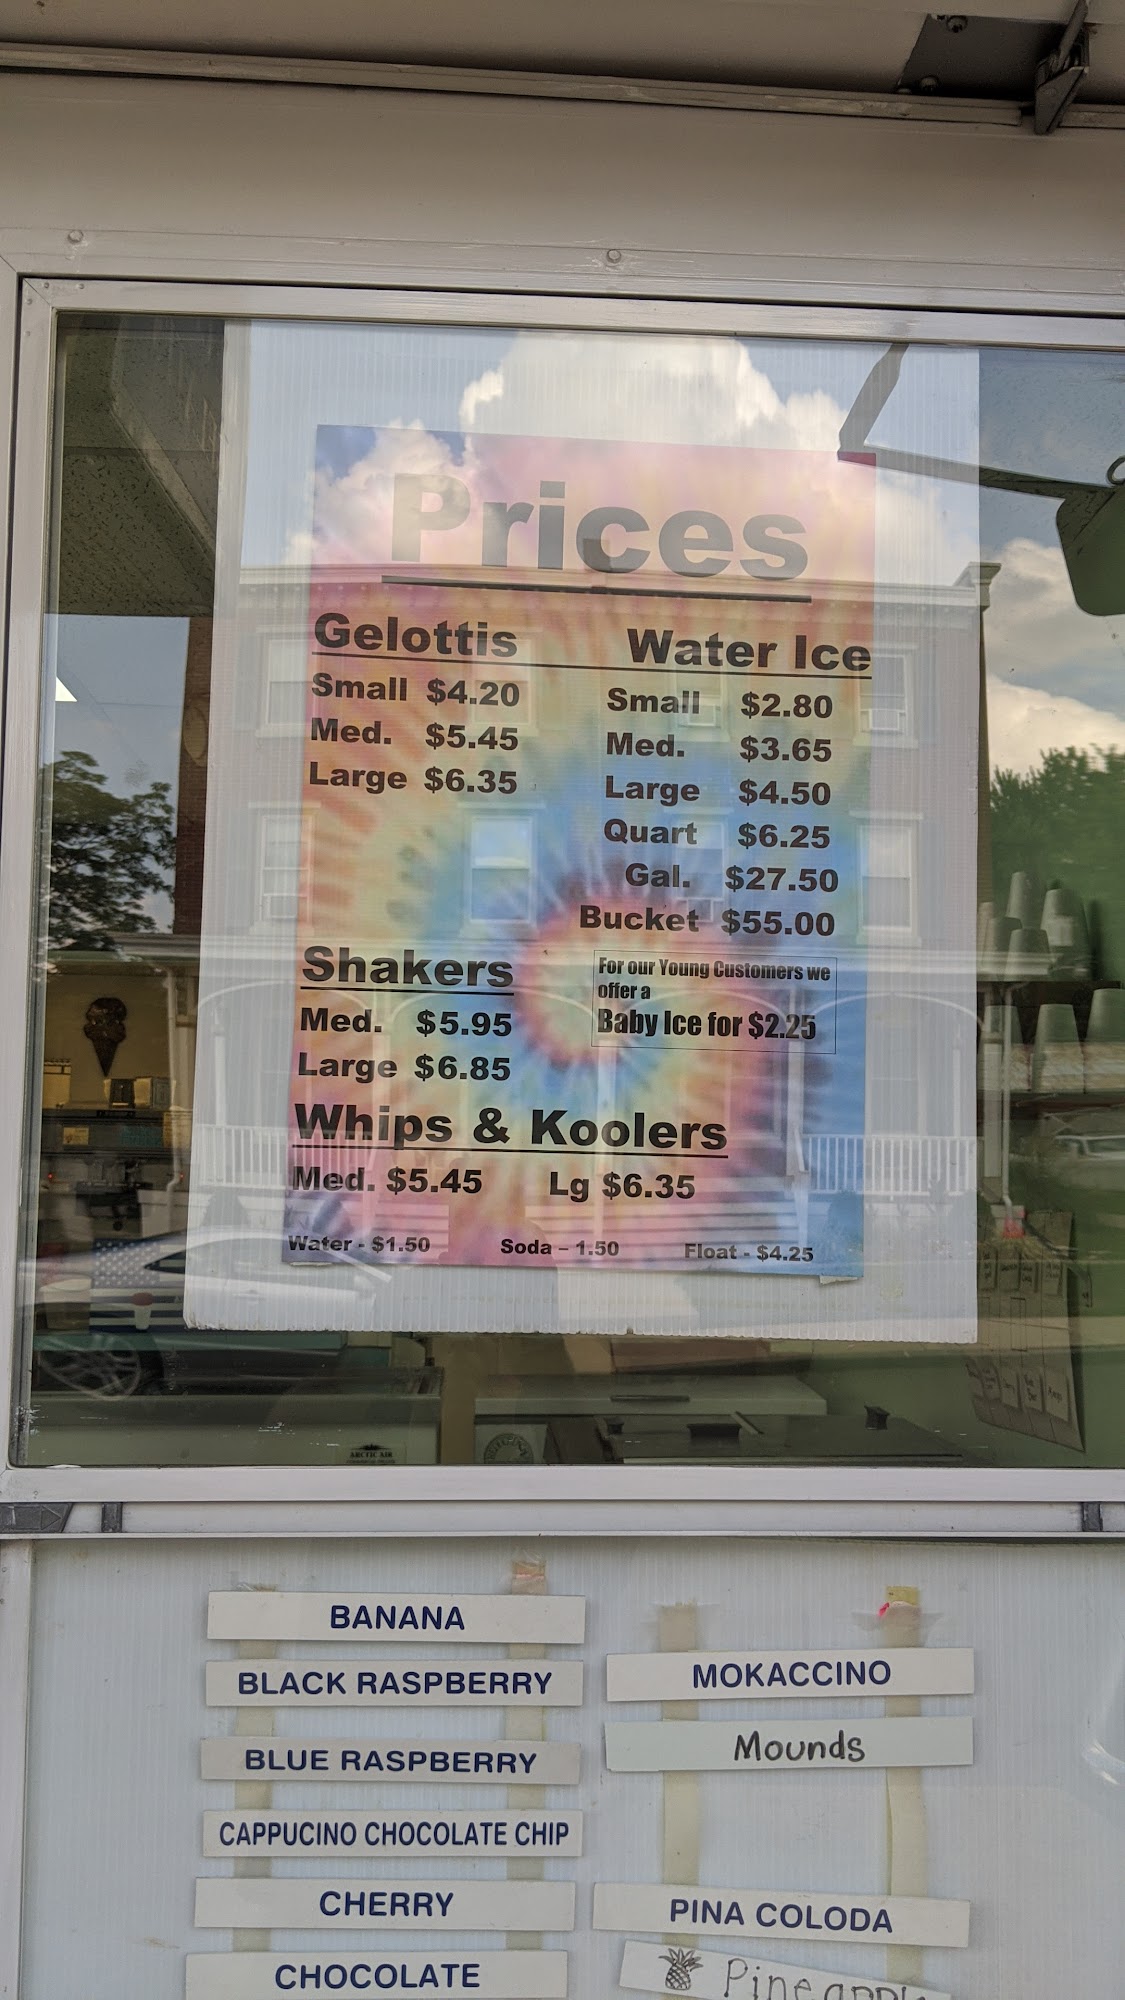 Prices
Gelottis
Small $4.20
Med. $5.45
Large $6.35
Water Ice
Small $2.80
Med. $3.65
Large $4.50
Quart $6.25
Gal. $27.50
Bucket $55.00
For our Young Customers we
offer a
Baby Ice for $2.25
Shakers
Med. $5.95
Large $6.85
Whips & Koolers
Med. $5.45 Lg $6.35
Water - $1.50 Soda – 1.50 Float - $4.25
ARCTIC AIR
BANANA
BLACK RASPBERRY
BLUE RASPBERRY
CAPPUCINO CHOCOLATE CHIP
CHERRY
CHOCOLATE
MOKACCINO
Mounds
PINA COLODA
Pineapple